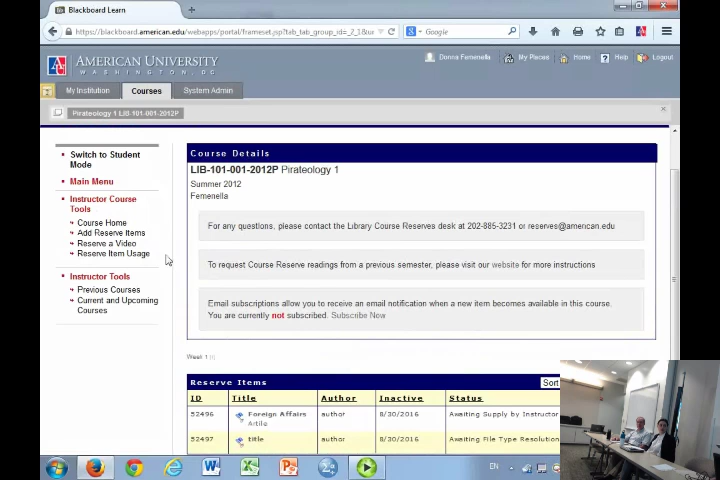 Blackboard Learn
https://blackboard.american.edu/webapps/portal/frameset.jsp?tab_tab_group_id=_2_1&ur
Google
AMERICAN UNIVERSITY
WASHINGTON, DC
Donna Femenella
My Places
Home
Help
Logout
My Institution
Courses
System Admin
Pirateology 1 LIB-101-001-2012P
Switch to Student
Mode
Main Menu
Instructor Course
Tools
Course Home
Add Reserve Items
Reserve a Video
Reserve Item Usage
Instructor Tools
Previous Courses
Current and Upcoming
Courses
Course Details
LIB-101-001-2012P Pirateology 1
Summer 2012
Femenella
For any questions, please contact the Library Course Reserves desk at 202-885-3231 or reserves@american.edu
To request Course Reserve readings from a previous semester, please visit our website for more instructions
Email subscriptions allow you to receive an email notification when a new item becomes available in this course.
You are currently not subscribed. Subscribe Now
Week 1
Reserve Items
Sort
ID Title Author Inactive Status
52496 Foreign Affairs author 8/30/2016 Awaiting Supply by Instructor
Artile
52497 title author 8/30/2016 Awaiting File Type Resolution
EN